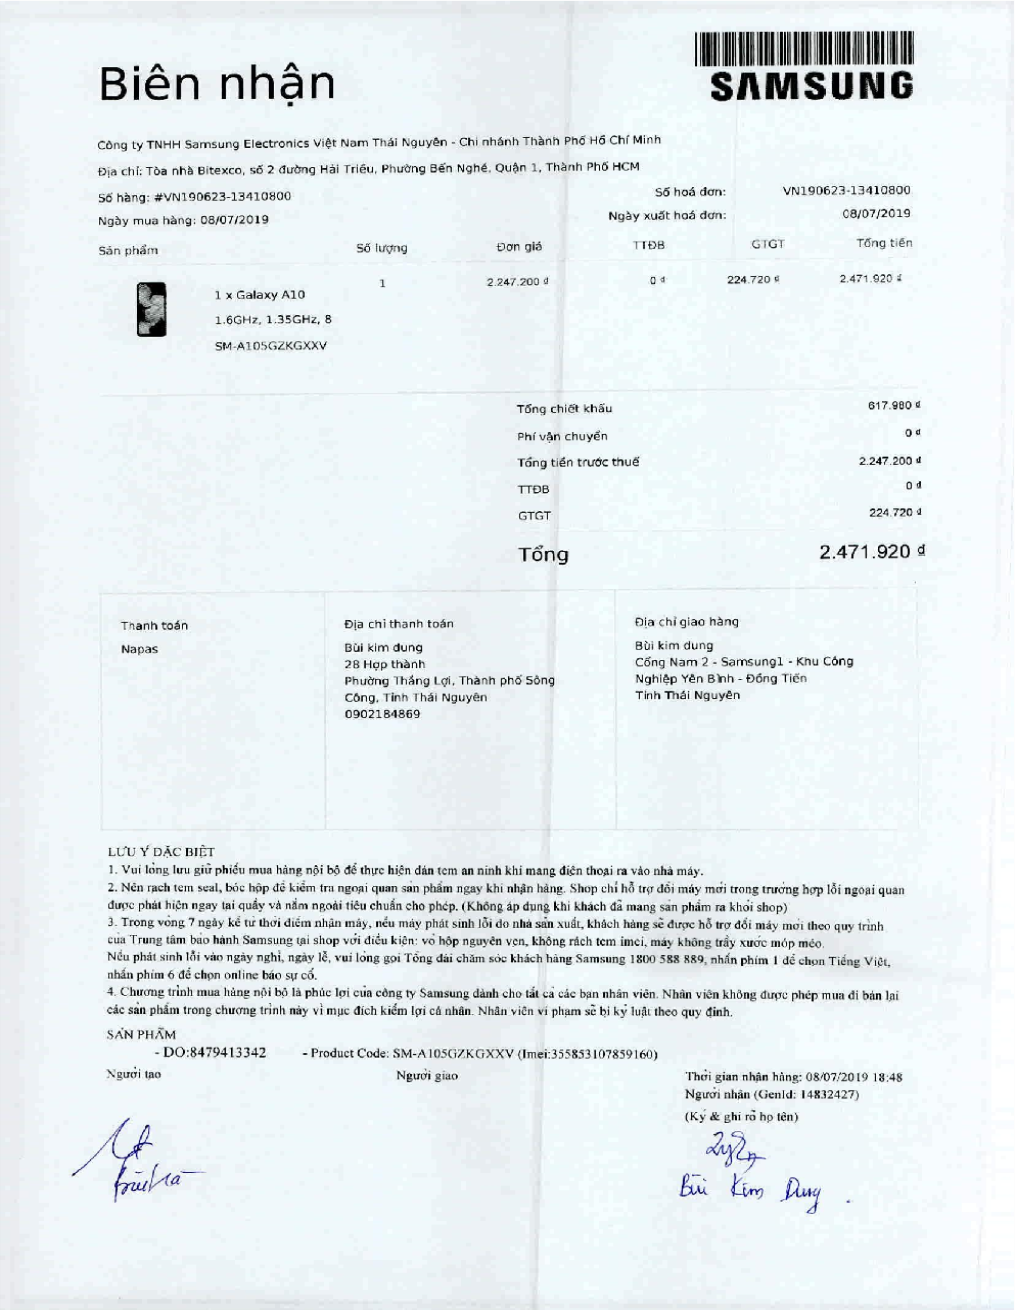 Biên nhận
SAMSUNG
Công ty TNHH Samsung Electronics Việt Nam Thái Nguyên - Chi nhánh Thành Phố Hồ Chí Minh
Địa chỉ: Tòa nhà Bitexco, số 2 đường Hải Triều, Phường Bến Nghé, Quận 1, Thành Phố HCM
Số hàng: #VN190623-13410800
Số hoá đơn: VN190623-13410800
Ngày mua hàng: 08/07/2019
Ngày xuất hoá đơn: 08/07/2019
Sản phẩm Số lượng Đơn giá TTĐB GTGT Tổng tiền
1 2.247.200 đ 0 đ 224.720 đ 2.471.920 đ
1 x Galaxy A10
1.6GHz, 1.35GHz, 8
SM-A105GZKGXXV
Tổng chiết khấu 617.980 đ
Phí vận chuyển 0 đ
Tổng tiền trước thuế 2.247.200 đ
TTĐB 0 đ
GTGT 224.720 đ
Tổng 2.471.920 đ
Thanh toán
Napas
Địa chỉ thanh toán
Bùi kim dung
28 Hợp thành
Phường Thắng Lợi, Thành phố Sông
Công, Tỉnh Thái Nguyên
0902184869
Địa chỉ giao hàng
Bùi kim dung
Cổng Nam 2 - Samsung1 - Khu Công
Nghiệp Yên Bình - Đồng Tiến
Tỉnh Thái Nguyên
LƯU Ý ĐẶC BIỆT
1. Vui lòng lưu giữ phiếu mua hàng nội bộ để thực hiện dán tem an ninh khi mang điện thoại ra vào nhà máy.
2. Nên rạch tem seal, bóc hộp để kiểm tra ngoại quan sản phẩm ngay khi nhận hàng. Shop chỉ hỗ trợ đổi máy mới trong trường hợp lỗi ngoại quan
được phát hiện ngay tại quầy và nằm ngoài tiêu chuẩn cho phép. (Không áp dụng khi khách đã mang sản phẩm ra khỏi shop)
3. Trong vòng 7 ngày kể từ thời điểm nhận máy, nếu máy phát sinh lỗi do nhà sản xuất, khách hàng sẽ được hỗ trợ đổi máy mới theo quy trình
của Trung tâm bảo hành Samsung tại shop với điều kiện: vỏ hộp nguyên vẹn, không rách tem imei, máy không trầy xước móp méo.
Nếu phát sinh lỗi vào ngày nghỉ, ngày lễ, vui lòng gọi Tổng đài chăm sóc khách hàng Samsung 1800 588 889, nhấn phím 1 để chọn Tiếng Việt,
nhấn phím 6 để chọn online báo sự cố.
4. Chương trình mua hàng nội bộ là phúc lợi của công ty Samsung dành cho tất cả các bạn nhân viên. Nhân viên không được phép mua đi bán lại
các sản phẩm trong chương trình này vì mục đích kiếm lợi cá nhân. Nhân viên vi phạm sẽ bị kỷ luật theo quy định.
SẢN PHẨM
- DO:8479413342 - Product Code: SM-A105GZKGXXV (Imei:355853107859160)
Người tạo Người giao Thời gian nhận hàng: 08/07/2019 18:48
Người nhận (GenId: 14832427)
(Ký & ghi rõ họ tên)
Bùi Kim Dung